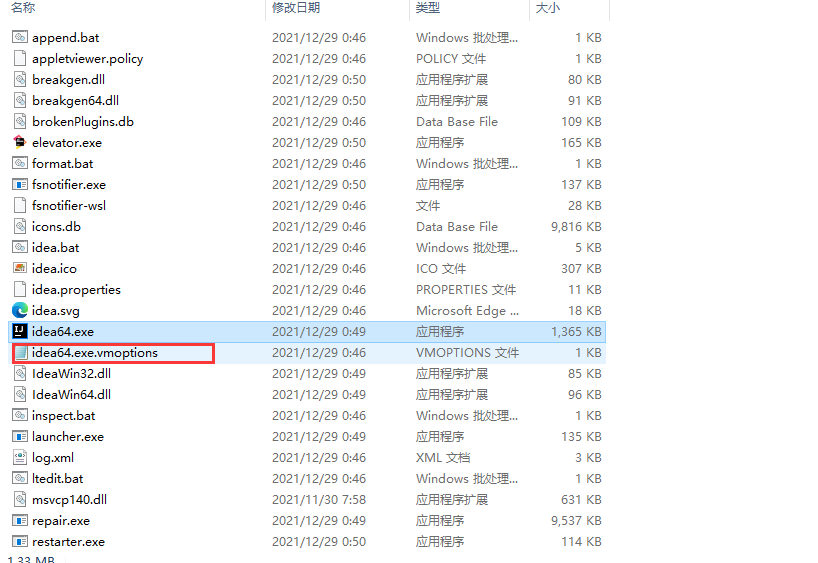 名称 修改日期 类型 大小
append.bat 2021/12/29 0:46 Windows 批处理... 1 KB
appletviewer.policy 2021/12/29 0:46 POLICY 文件 1 KB
breakgen.dll 2021/12/29 0:50 应用程序扩展 80 KB
breakgen64.dll 2021/12/29 0:50 应用程序扩展 91 KB
brokenPlugins.db 2021/12/29 0:46 Data Base File 109 KB
elevator.exe 2021/12/29 0:50 应用程序 165 KB
format.bat 2021/12/29 0:46 Windows 批处理... 1 KB
fsnotifier.exe 2021/12/29 0:50 应用程序 137 KB
fsnotifier-wsl 2021/12/29 0:46 文件 28 KB
icons.db 2021/12/29 0:46 Data Base File 9,816 KB
idea.bat 2021/12/29 0:46 Windows 批处理... 5 KB
idea.ico 2021/12/29 0:46 ICO 文件 307 KB
idea.properties 2021/12/29 0:46 PROPERTIES 文件 11 KB
idea.svg 2021/12/29 0:46 Microsoft Edge ... 18 KB
idea64.exe 2021/12/29 0:49 应用程序 1,365 KB
idea64.exe.vmoptions 2021/12/29 0:46 VMOPTIONS 文件 1 KB
IdeaWin32.dll 2021/12/29 0:49 应用程序扩展 85 KB
IdeaWin64.dll 2021/12/29 0:49 应用程序扩展 96 KB
inspect.bat 2021/12/29 0:46 Windows 批处理... 1 KB
launcher.exe 2021/12/29 0:49 应用程序 135 KB
log.xml 2021/12/29 0:46 XML 文档 3 KB
ltedit.bat 2021/12/29 0:46 Windows 批处理... 1 KB
msvcp140.dll 2021/11/30 7:58 应用程序扩展 631 KB
repair.exe 2021/12/29 0:49 应用程序 9,537 KB
restarter.exe 2021/12/29 0:50 应用程序 114 KB
1.33 MB